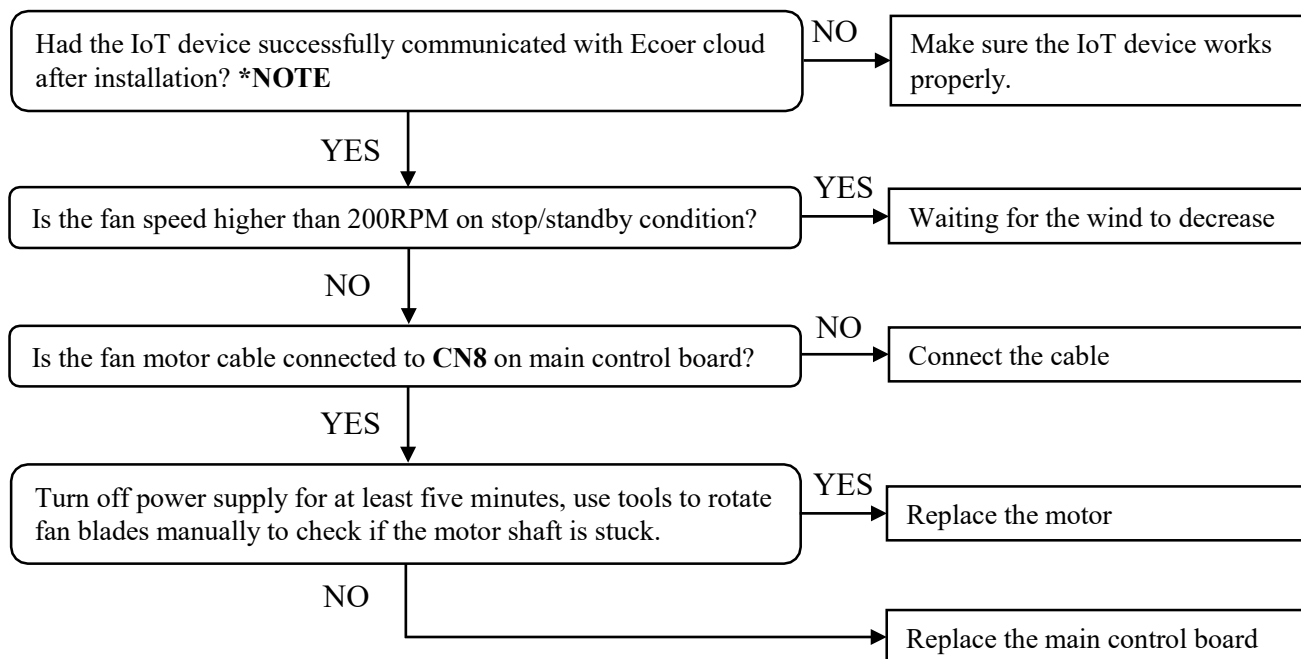 Had the IoT device successfully communicated with Ecoer cloud
after installation? *NOTE
NO
Make sure the IoT device works
properly.
YES
Is the fan speed higher than 200RPM on stop/standby condition?
YES
Waiting for the wind to decrease
NO
Is the fan motor cable connected to CN8 on main control board?
NO
Connect the cable
YES
Turn off power supply for at least five minutes, use tools to rotate
fan blades manually to check if the motor shaft is stuck.
YES
Replace the motor
NO
Replace the main control board